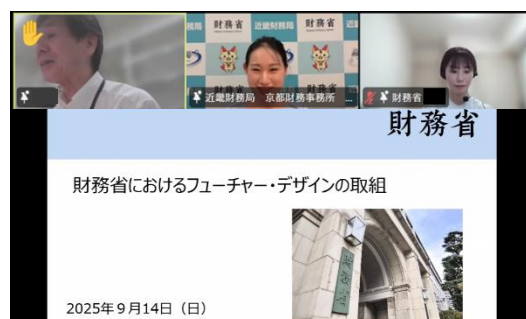 財務省
近畿財務局
財務省
近畿財務局 京都財務事務所 ...
財務省
財務省
財務省におけるフューチャー・デザインの取組
財務省
2025年9月14日（日）